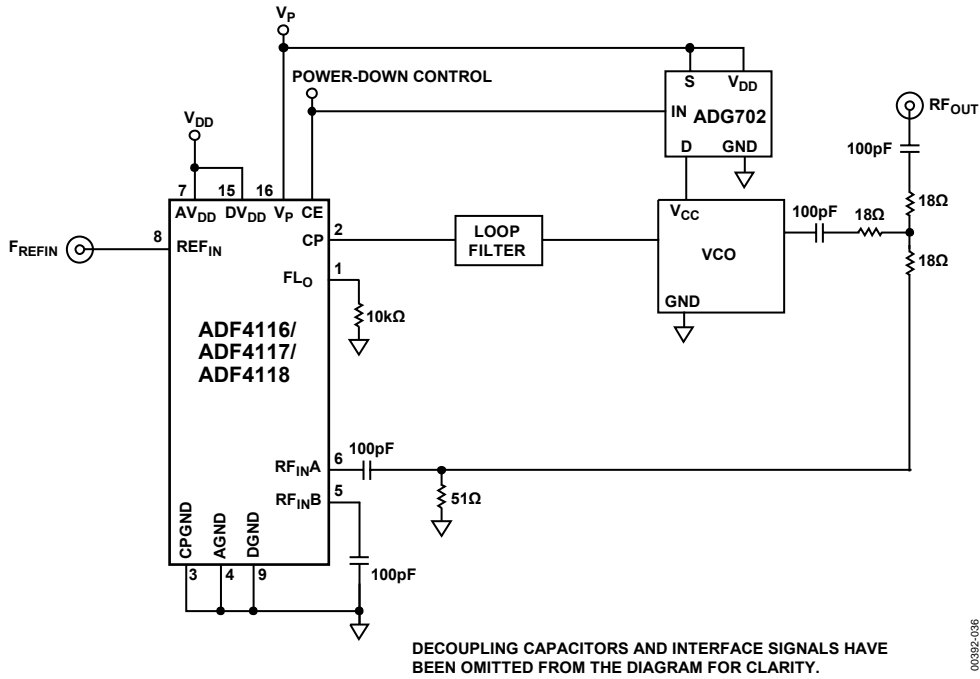 VP
POWER-DOWN CONTROL
VDD
S VDD
IN ADG702
D GND
RFOUT
100pF
18Ω
7 15 16
AVDD DVDD VP CE
FREFIN 8 REFIN
CP 2
LOOP
FILTER
VCC
VCO
GND
100pF 18Ω
18Ω
FLO 1
10kΩ
ADF4116/
ADF4117/
ADF4118
RFINA 6 100pF
51Ω
RFINB 5
100pF
CPGND AGND DGND
3 4 9
DECOUPLING CAPACITORS AND INTERFACE SIGNALS HAVE
BEEN OMITTED FROM THE DIAGRAM FOR CLARITY.
00392-036